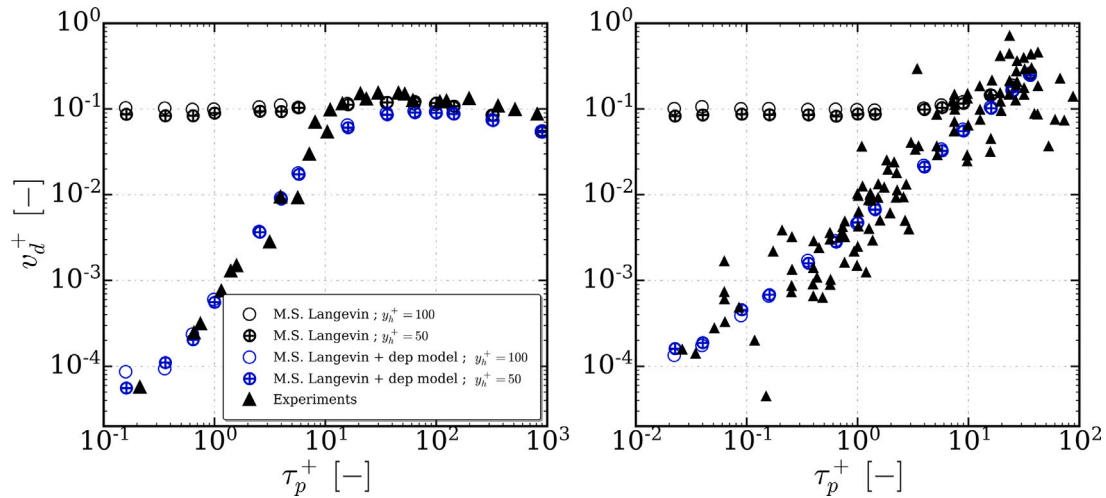 10^0
10^-1
10^-2
10^-3
10^-4
v_d^+ [−]
10^-1 10^0 10^1 10^2 10^3
τ_p^+ [−]
M.S. Langevin ; y_h^+ = 100
M.S. Langevin ; y_h^+ = 50
M.S. Langevin + dep model ; y_h^+ = 100
M.S. Langevin + dep model ; y_h^+ = 50
Experiments
10^0
10^-1
10^-2
10^-3
10^-4
10^-2 10^-1 10^0 10^1 10^2
τ_p^+ [−]